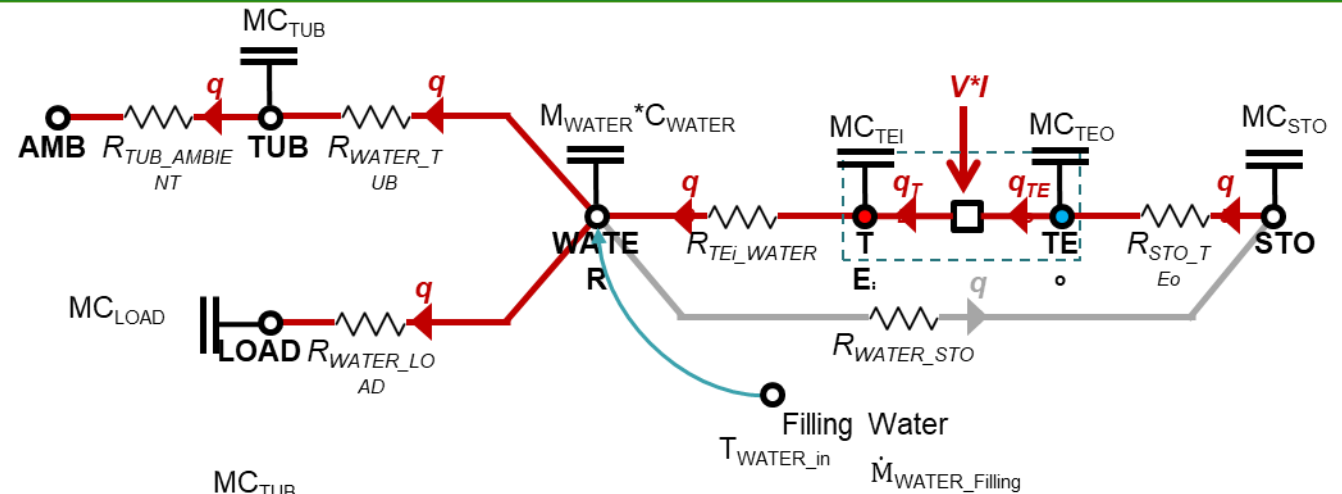 MC_TUB
V*I
q
q
M_WATER*C_WATER
MC_TEI
MC_TEO
MC_STO
AMB
R_TUB_AMBIE
NT
TUB
R_WATER_T
UB
q
q_T
q_TE
q
WATE
R
R_TEi_WATER
T
E_i
TE
o
R_STO_T
Eo
STO
MC_LOAD
q
q
LOAD
R_WATER_LO
AD
R_WATER_STO
Filling Water
T_WATER_in
Ṁ_WATER_Filling
MC_TUB